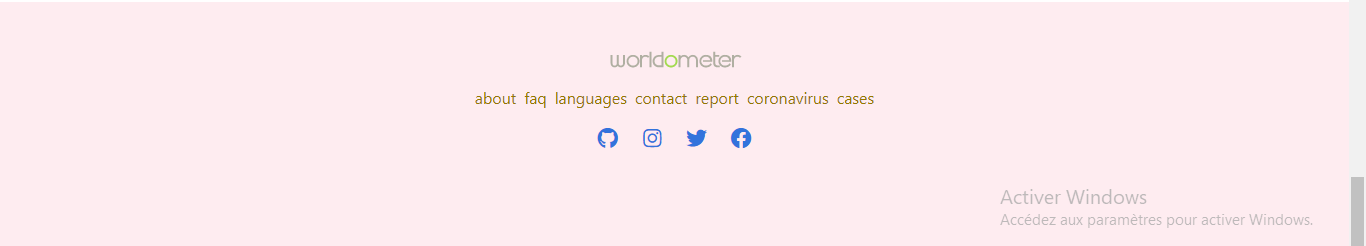 worldometer
about faq languages contact report coronavirus cases
Activer Windows
Accédez aux paramètres pour activer Windows.